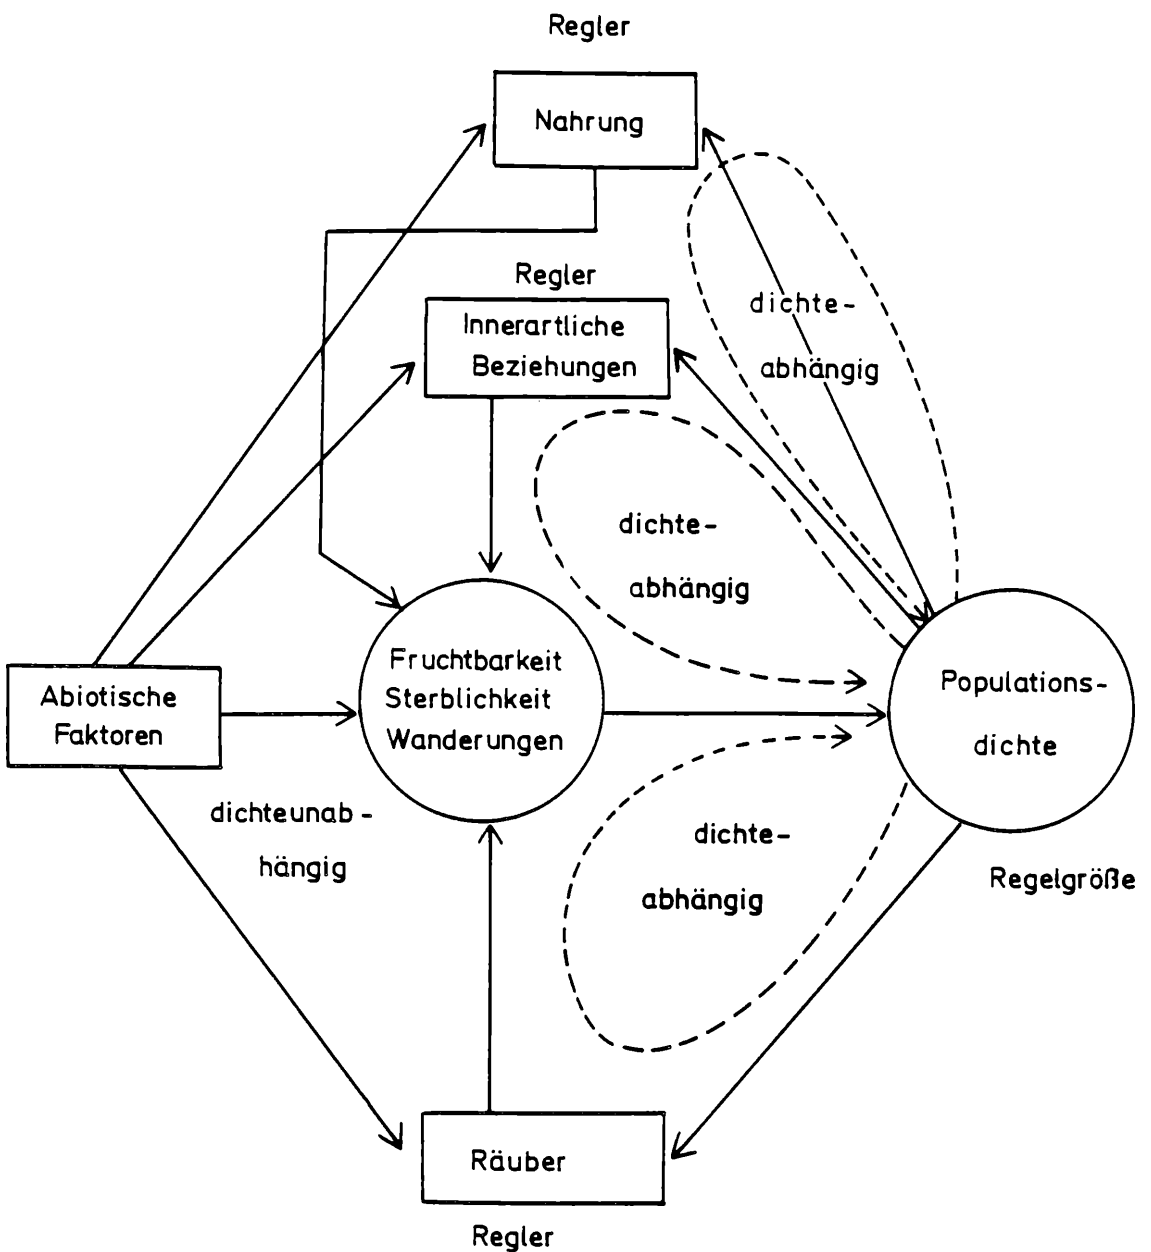 Regler
Nahrung
Regler
Innerartliche
Beziehungen
dichte-
abhängig
dichte-
abhängig
Abiotische
Faktoren
Fruchtbarkeit
Sterblichkeit
Wanderungen
Populations-
dichte
dichteunab-
hängig
dichte-
abhängig
Regelgröße
Räuber
Regler